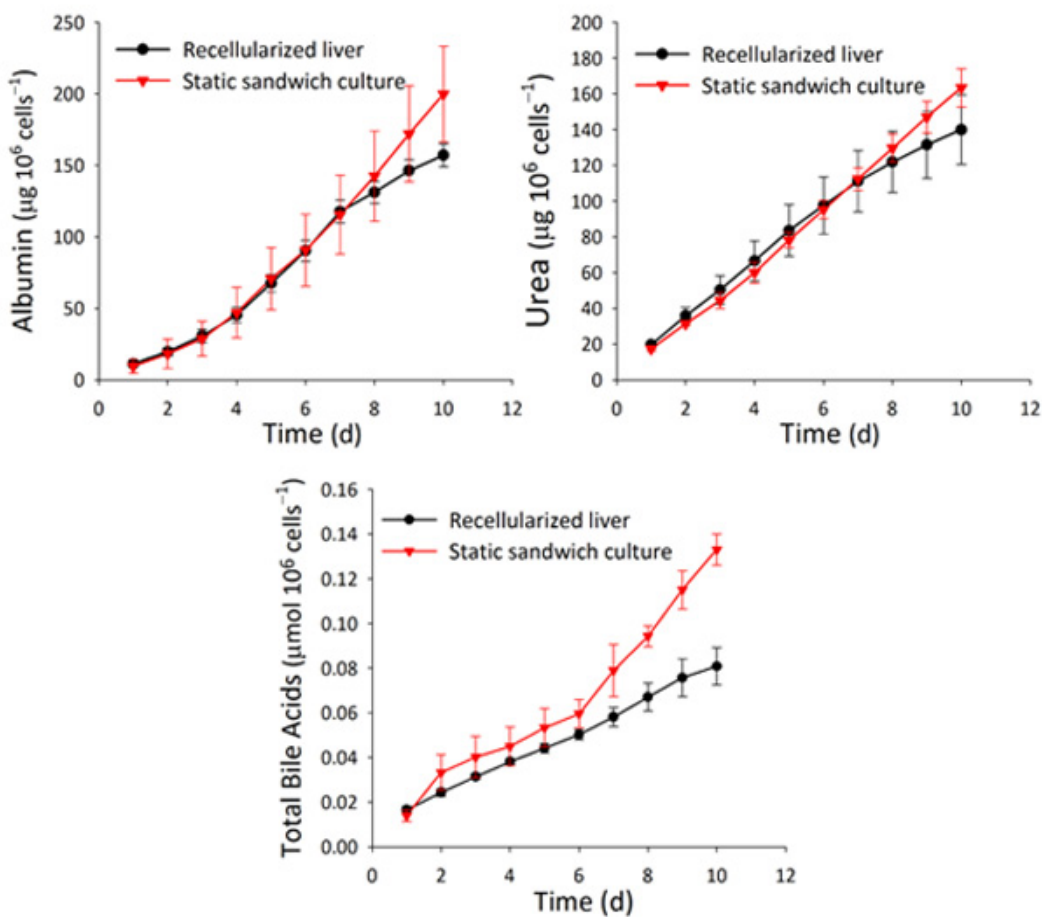 250
200
150
100
50
0
Albumin (µg 10⁶ cells⁻¹)
Recellularized liver
Static sandwich culture
0 2 4 6 8 10 12
Time (d)
200
180
160
140
120
100
80
60
40
20
0
Urea (µg 10⁶ cells⁻¹)
Recellularized liver
Static sandwich culture
0 2 4 6 8 10 12
Time (d)
0.16
0.14
0.12
0.10
0.08
0.06
0.04
0.02
0.00
Total Bile Acids (µmol 10⁶ cells⁻¹)
Recellularized liver
Static sandwich culture
0 2 4 6 8 10 12
Time (d)